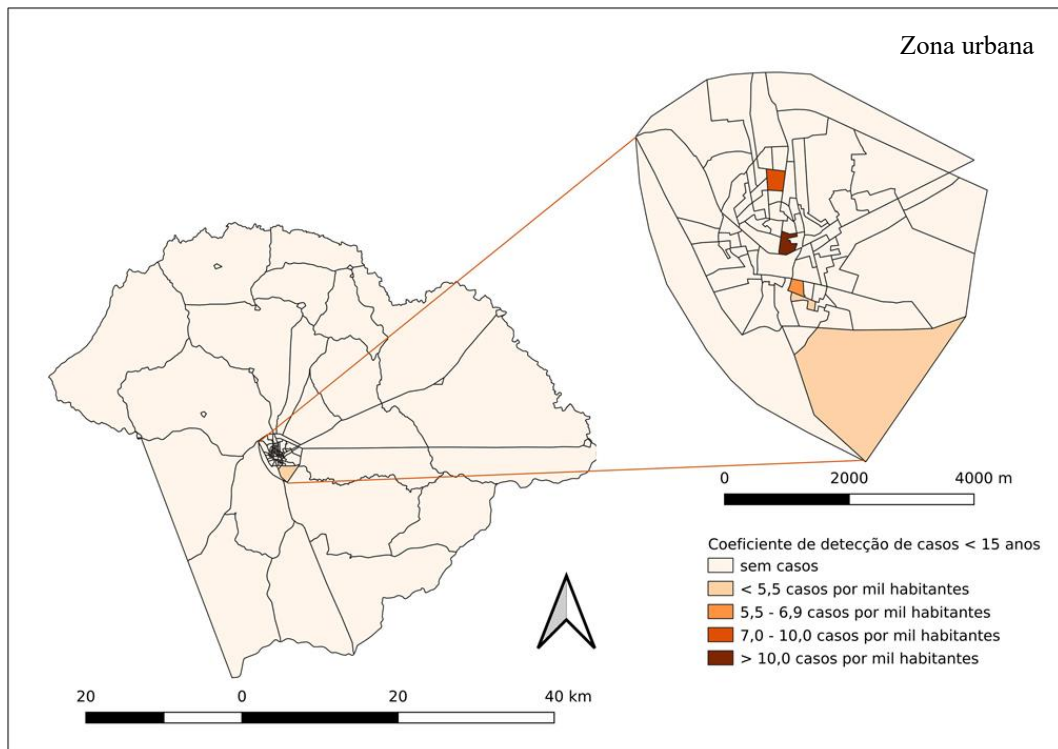 Zona urbana
0 2000 4000 m
Coeficiente de detecção de casos < 15 anos
sem casos
< 5,5 casos por mil habitantes
5,5 - 6,9 casos por mil habitantes
7,0 - 10,0 casos por mil habitantes
> 10,0 casos por mil habitantes
20 0 20 40 km